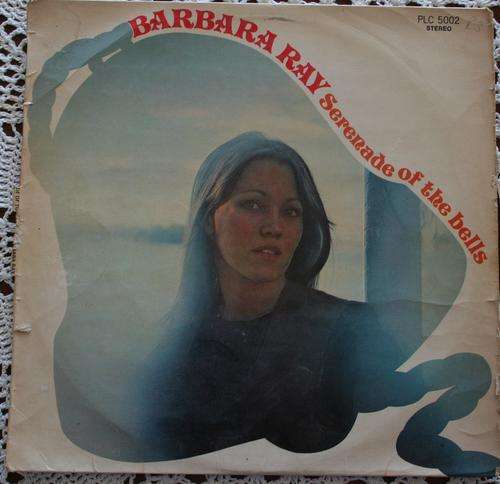 PLC 5002
STEREO
BARBARA RAY Serenade of the bells